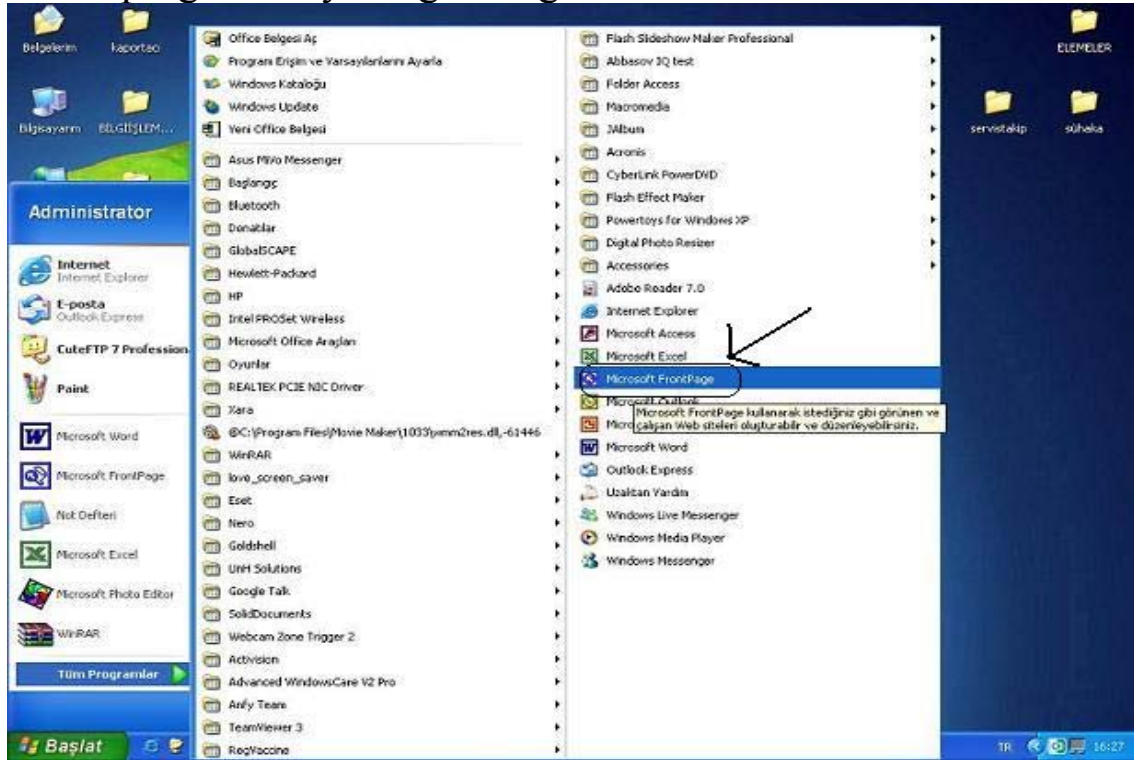 Belgelerim
kaportacı
ELEMELER
Bilgisayarım
servistakip
sühaka
Administrator
Internet
Internet Explorer
E-posta
Outlook Express
CuteFTP 7 Profession
Paint
Microsoft Word
Microsoft FrontPage
Not Defteri
Microsoft Excel
Microsoft Photo Editor
WinRAR
Tüm Programlar
Başlat
Office Belgesi Aç
Program Erişim ve Varsayılanlarını Ayarla
Windows Kataloğu
Windows Update
Yeni Office Belgesi
Asus MiVo Messenger
Başlangıç
Bluetooth
Donatılar
GlobalSCAPE
Hewlett-Packard
HP
Intel PROSet Wireless
Microsoft Office Araçları
Oyunlar
REALTEK PCIE NIC Driver
Xara
@C:\Program Files\Movie Maker\1033\wmm2res.dll,-61446
WinRAR
love_screen_saver
Eset
Nero
Goldshell
UnH Solutions
Google Talk
SolidDocuments
Webcam Zone Trigger 2
Activision
Advanced WindowsCare V2 Pro
Anfy Team
TeamViewer 3
RegVaccine
Flash Slideshow Maker Professional
Abbasov IQ test
Folder Access
Macromedia
JAlbum
Acronis
CyberLink PowerDVD
Flash Effect Maker
Powertoys for Windows XP
Digital Photo Resizer
Accessories
Adobe Reader 7.0
Internet Explorer
Microsoft Access
Microsoft Excel
Microsoft FrontPage
Microsoft Outlook
Microsoft FrontPage kullanarak istediğiniz gibi görünen ve
çalışan Web siteleri oluşturabilir ve düzenleyebilirsiniz.
Microsoft Word
Outlook Express
Uzaktan Yardım
Windows Live Messenger
Windows Media Player
Windows Messenger
TR
16:27